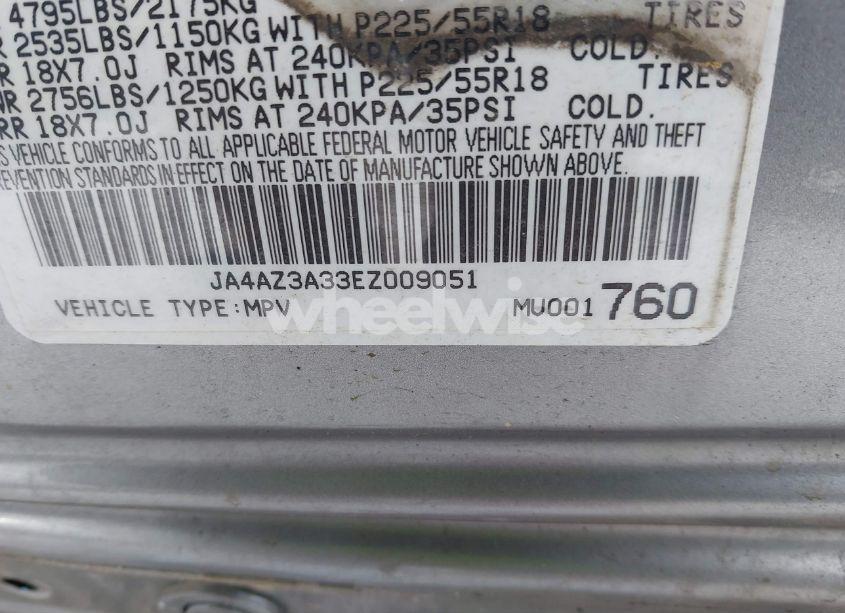 4795LBS/2175KG
2535LBS/1150KG WITH P225/55R18 TIRES
18X7.0J RIMS AT 240KPA/35PSI COLD.
2756LBS/1250KG WITH P225/55R18 TIRES
RR 18X7.0J RIMS AT 240KPA/35PSI COLD.
VEHICLE CONFORMS TO ALL APPLICABLE FEDERAL MOTOR VEHICLE SAFETY AND THEFT
STANDARDS IN EFFECT ON THE DATE OF MANUFACTURE SHOWN ABOVE.
JA4AZ3A33EZ009051
VEHICLE TYPE:MPV MU001 760
wheelwise